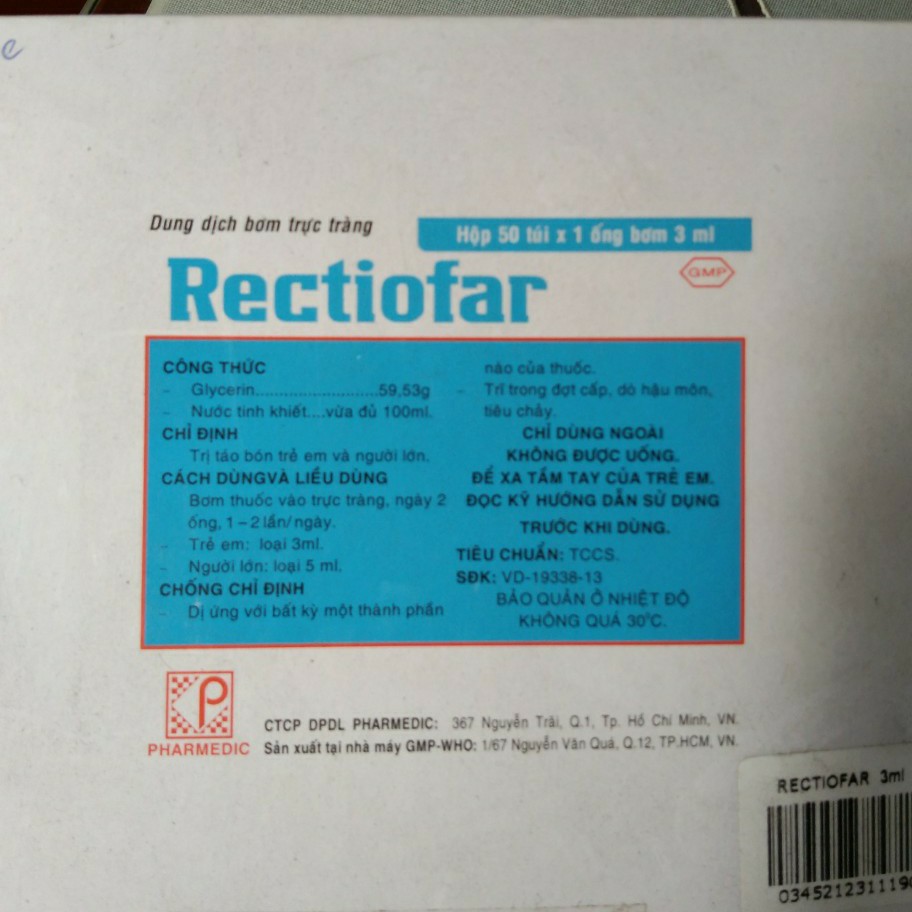 c
Dung dịch bơm trực tràng
Hộp 50 túi x 1 ống bơm 3 ml
Rectiofar
GMP
CÔNG THỨC
– Glycerin..........................59,53g
– Nước tinh khiết....vừa đủ 100ml.
CHỈ ĐỊNH
Trị táo bón trẻ em và người lớn.
CÁCH DÙNGVÀ LIỀU DÙNG
Bơm thuốc vào trực tràng, ngày 2
ống, 1 – 2 lần/ ngày.
– Trẻ em: loại 3ml.
– Người lớn: loại 5 ml.
CHỐNG CHỈ ĐỊNH
– Dị ứng với bất kỳ một thành phần
nào của thuốc.
– Trĩ trong đợt cấp, dò hậu môn,
tiêu chảy.
CHỈ DÙNG NGOÀI
KHÔNG ĐƯỢC UỐNG.
ĐỂ XA TẦM TAY CỦA TRẺ EM.
ĐỌC KỸ HƯỚNG DẪN SỬ DỤNG
TRƯỚC KHI DÙNG.
TIÊU CHUẨN: TCCS.
SĐK: VD-19338-13
BẢO QUẢN Ở NHIỆT ĐỘ
KHÔNG QUÁ 30°C.
PHARMEDIC
CTCP DPDL PHARMEDIC: 367 Nguyễn Trãi, Q.1, Tp. Hồ Chí Minh, VN.
Sản xuất tại nhà máy GMP-WHO: 1/67 Nguyễn Văn Quá, Q.12, TP.HCM, VN.
RECTIOFAR 3ml
0345212311190